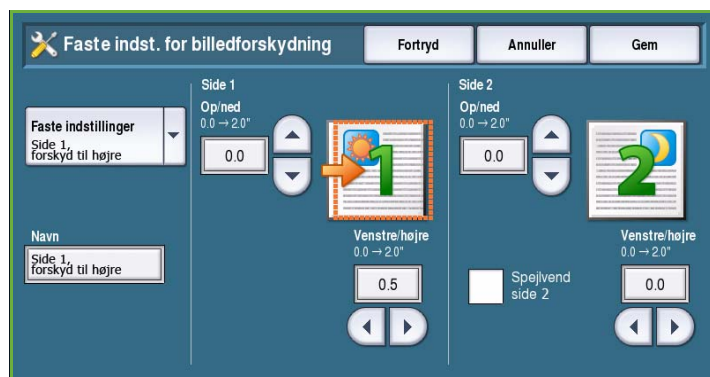 Faste indst. for billedforskydning
Fortryd
Annuller
Gem
Faste indstillinger
Side 1,
forskyd til højre
Navn
Side 1,
forskyd til højre
Side 1
Op/ned
0.0 → 2.0"
0.0
1
Venstre/højre
0.0 → 2.0"
0.5
Side 2
Op/ned
0.0 → 2.0"
0.0
2
Spejlvend
side 2
Venstre/højre
0.0 → 2.0"
0.0